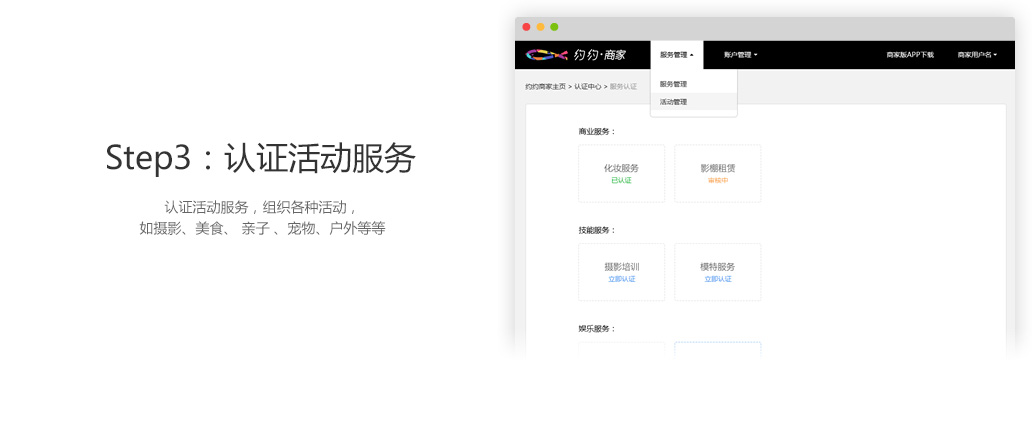 Step3：认证活动服务
认证活动服务，组织各种活动，
如摄影、美食、 亲子 、宠物、户外等等
约约·商家
服务管理
账户管理
商家版APP下载
商家用户名
服务管理
活动管理
约约商家主页 > 认证中心 > 服务认证
商业服务：
化妆服务
已认证
影棚租赁
审核中
技能服务：
摄影培训
立即认证
模特服务
立即认证
娱乐服务：